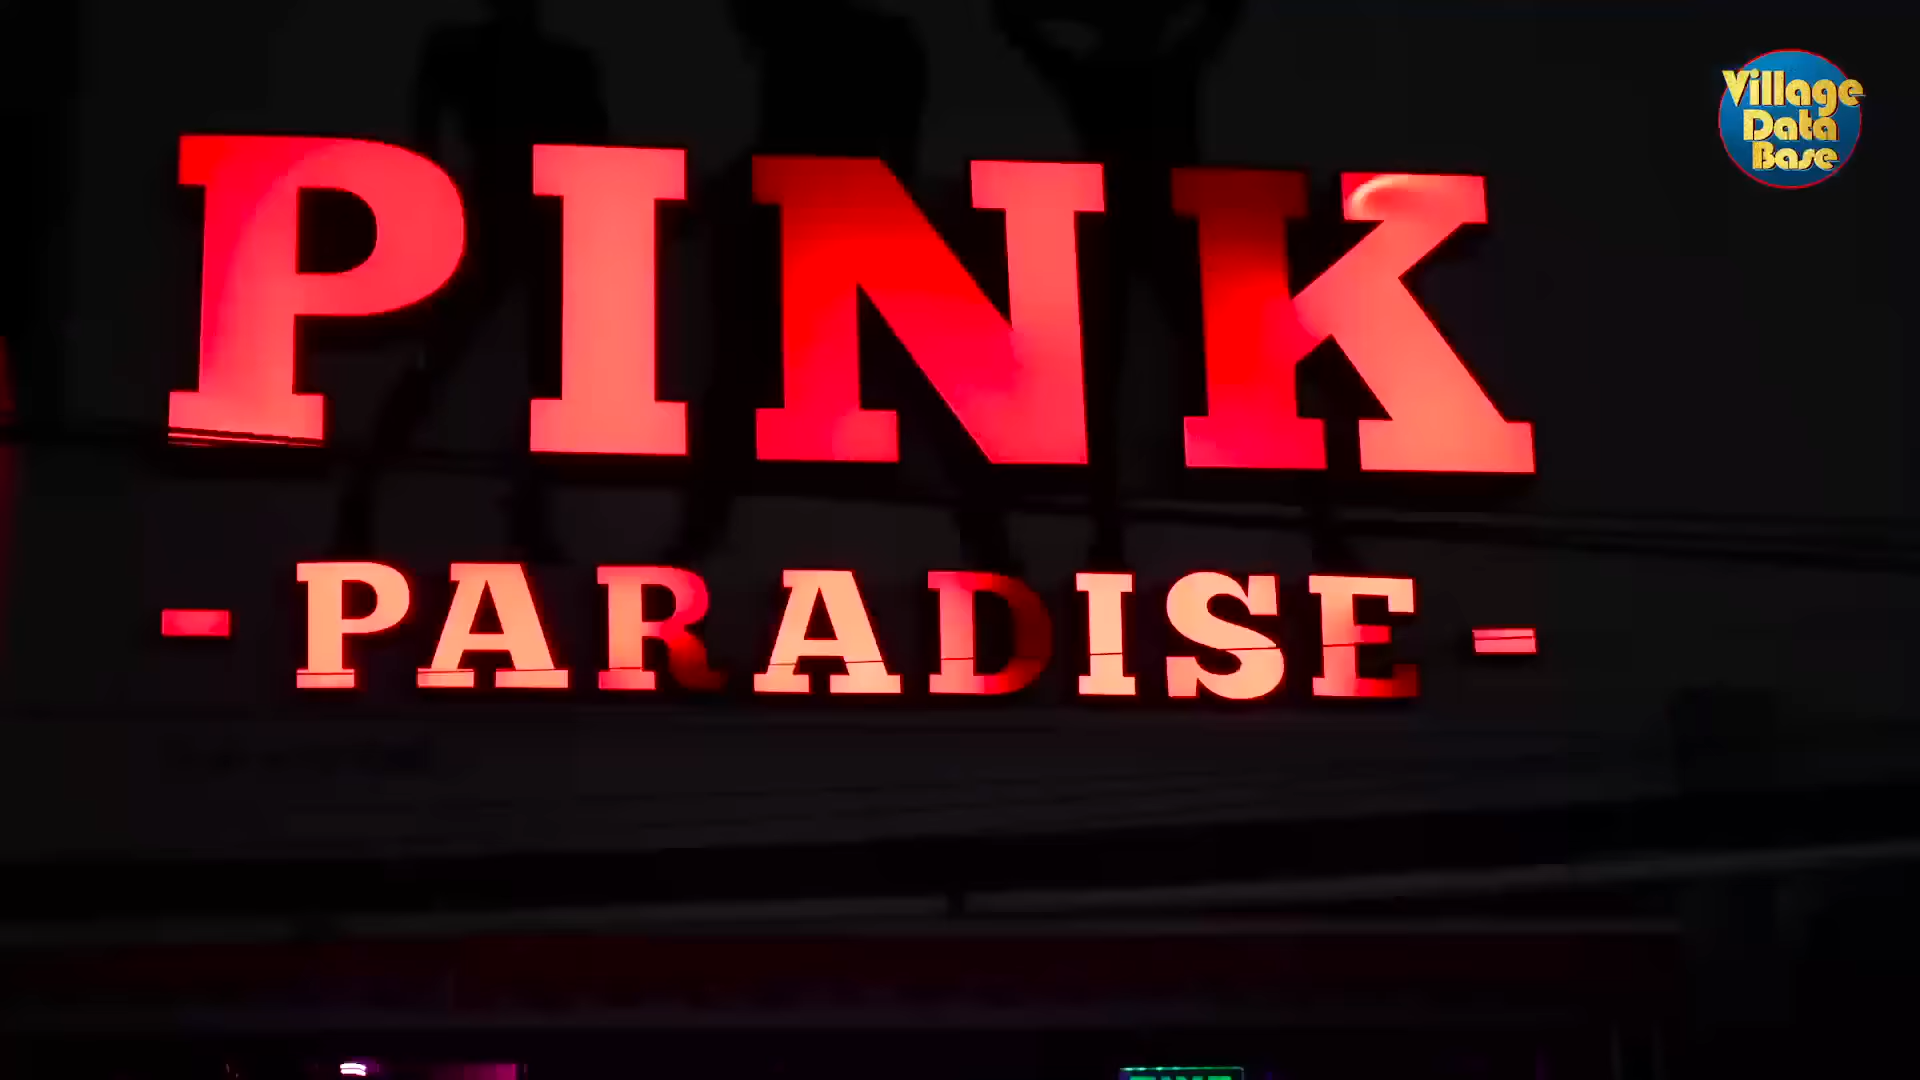 PINK
- PARADISE -
Village
Data
Base